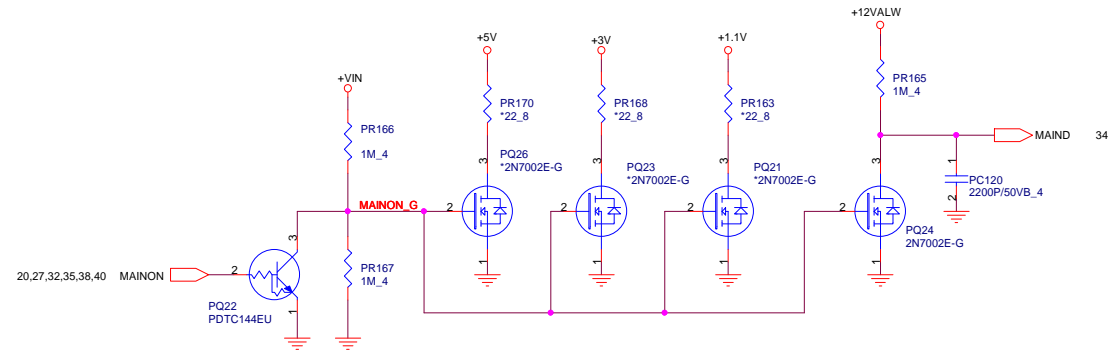 +12VALW
+5V
+3V
+1.1V
+VIN
PR165
1M_4
PR170
*22_8
PR168
*22_8
PR163
*22_8
PR166
1M_4
MAIND 34
3
PQ26
*2N7002E-G
3
PQ23
*2N7002E-G
3
PQ21
*2N7002E-G
3
1
PC120
2200P/50VB_4
2
MAINON_G
2
2
2
2
PQ24
2N7002E-G
3
20,27,32,35,38,40 MAINON
2
PR167
1M_4
1
1
1
1
PQ22
PDTC144EU
1